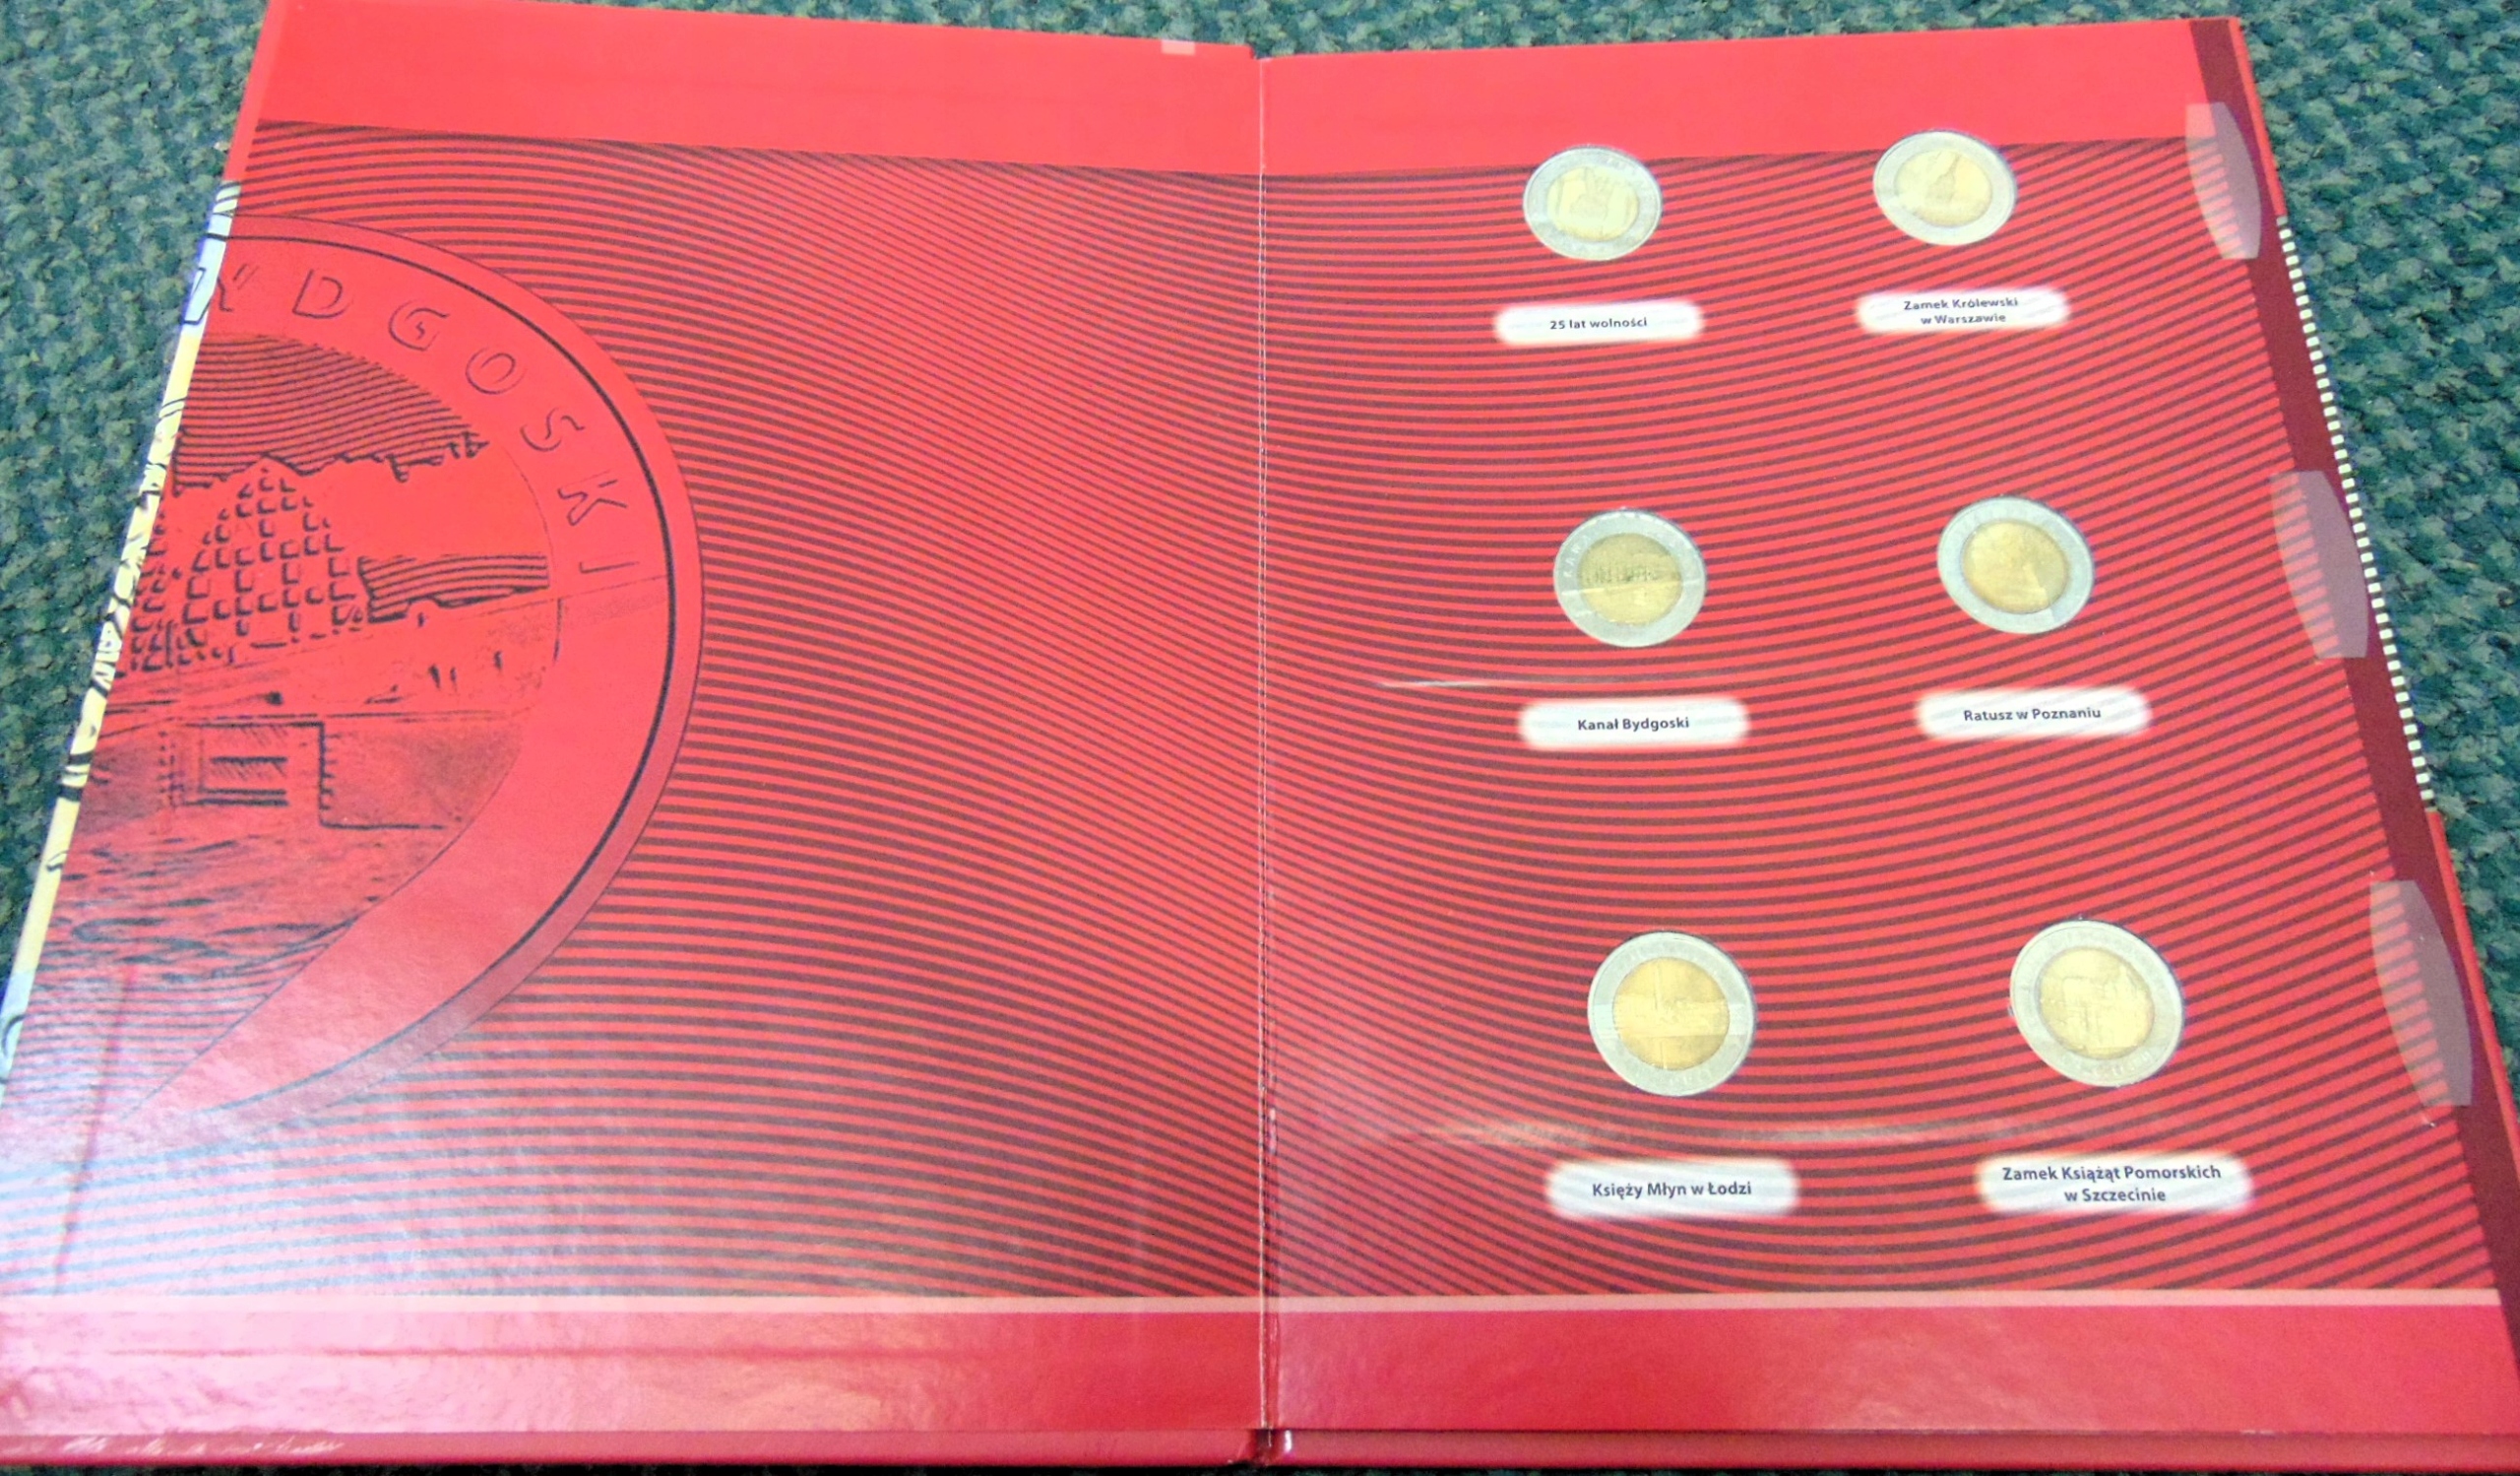 YDGOSKI
25 lat wolności
Zamek Królewski
w Warszawie
Kanał Bydgoski
Ratusz w Poznaniu
Księży Młyn w Łodzi
Zamek Książąt Pomorskich
w Szczecinie